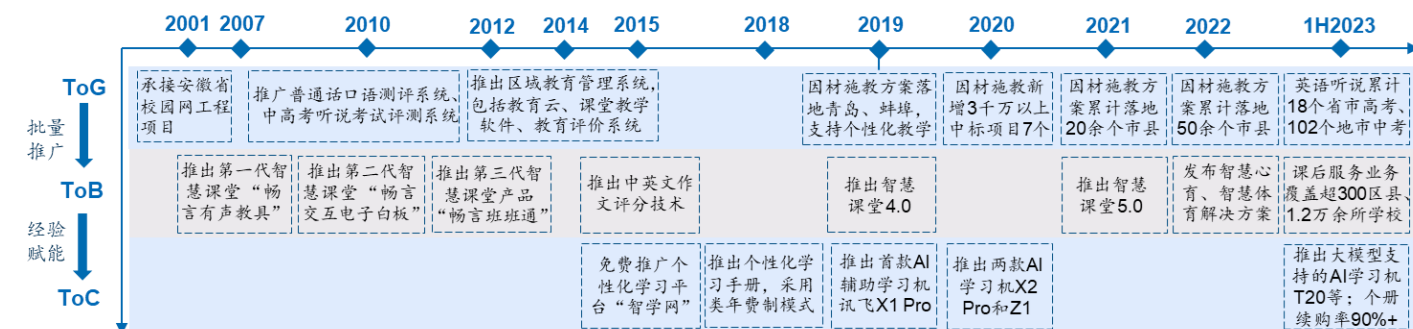 2001
2007
2010
2012
2014
2015
2018
2019
2020
2021
2022
1H2023
ToG
批量
推广
ToB
经验
赋能
ToC
承接安徽省
校园网工程
项目
推广普通话口语测评系统、
中高考听说考试评测系统
推出区域教育管理系统,
包括教育云、课堂教学
软件、教育评价系统
因材施教方案落
地青岛、蚌埠,
支持个性化教学
因材施教新
增3千万以上
中标项目7个
因材施教方
案累计落地
20余个市县
因材施教方
案累计落地
50余个市县
英语听说累计
18个省市高考、
102个地市中考
推出第一代智
慧课堂“畅
言有声教具”
推出第二代智
慧课堂“畅言
交互电子白板”
推出第三代智
慧课堂产品
“畅言班班通”
推出中英文作
文评分技术
推出智慧
课堂4.0
推出智慧
课堂5.0
发布智慧心
育、智慧体
育解决方案
课后服务业务
覆盖超300区县、
1.2万余所学校
免费推广个
性化学习平
台“智学网”
推出个性化学
习手册，采用
类年费制模式
推出首款AI
辅助学习机
讯飞X1 Pro
推出两款AI
学习机X2
Pro和Z1
推出大模型支
持的AI学习机
T20等；个册
续购率90%+